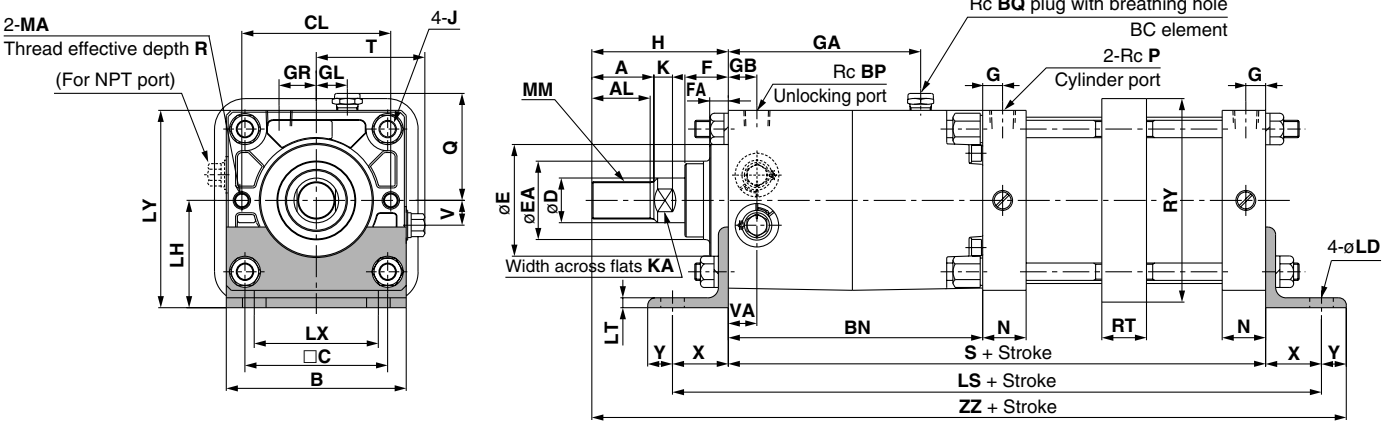 2-MA
Thread effective depth R
(For NPT port)
CL
4-J
T
GR
GL
Q
V
LY
LH
LX
□C
B
Rc BQ plug with breathing hole
BC element
H
GA
A
K
F
GB
AL
FA
MM
Rc BP
Unlocking port
G
2-Rc P
Cylinder port
G
øE
øEA
øD
RY
Width across flats KA
4-øLD
LT
VA
BN
N
RT
N
Y
X
S + Stroke
X
Y
LS + Stroke
ZZ + Stroke